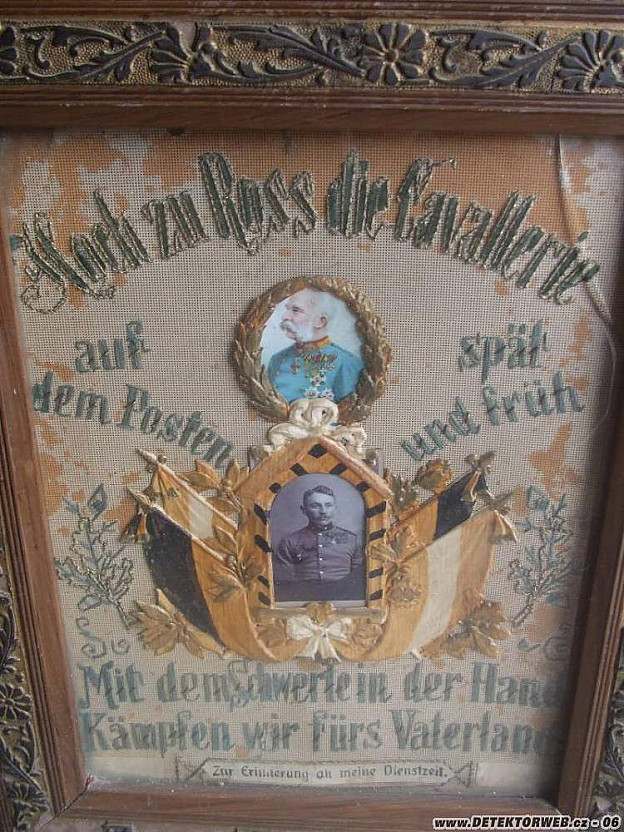 Hoch zu Ross die Cavallerie
auf spät
dem Posten und früh
Mit dem Schwerte in der Hand
Kämpfen wir fürs Vaterland
Zur Erinnerung an meine Dienstzeit.
www.DETEKTORWEB.cz - 06